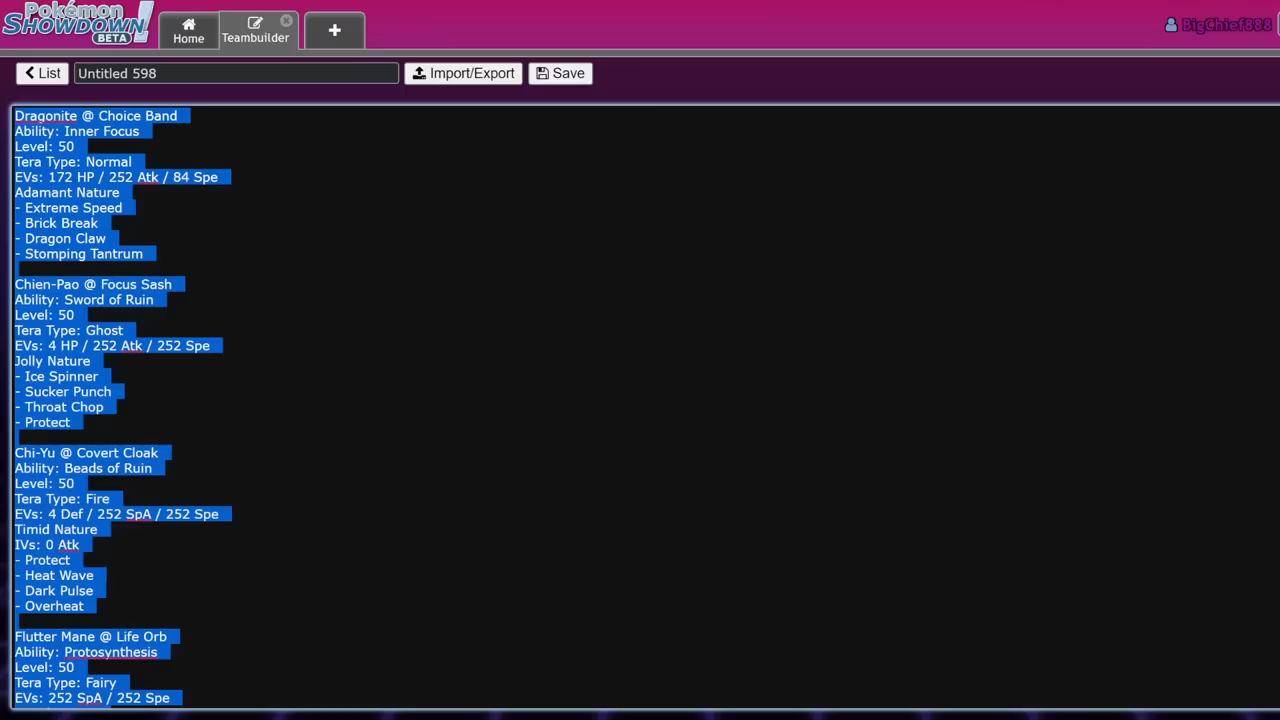 Pokémon
SHOWDOWN!
BETA
Home
Teambuilder
+
BigChief888
List
Untitled 598
Import/Export
Save
Dragonite @ Choice Band
Ability: Inner Focus
Level: 50
Tera Type: Normal
EVs: 172 HP / 252 Atk / 84 Spe
Adamant Nature
- Extreme Speed
- Brick Break
- Dragon Claw
- Stomping Tantrum
Chien-Pao @ Focus Sash
Ability: Sword of Ruin
Level: 50
Tera Type: Ghost
EVs: 4 HP / 252 Atk / 252 Spe
Jolly Nature
- Ice Spinner
- Sucker Punch
- Throat Chop
- Protect
Chi-Yu @ Covert Cloak
Ability: Beads of Ruin
Level: 50
Tera Type: Fire
EVs: 4 Def / 252 SpA / 252 Spe
Timid Nature
IVs: 0 Atk
- Protect
- Heat Wave
- Dark Pulse
- Overheat
Flutter Mane @ Life Orb
Ability: Protosynthesis
Level: 50
Tera Type: Fairy
EVs: 252 SpA / 252 Spe